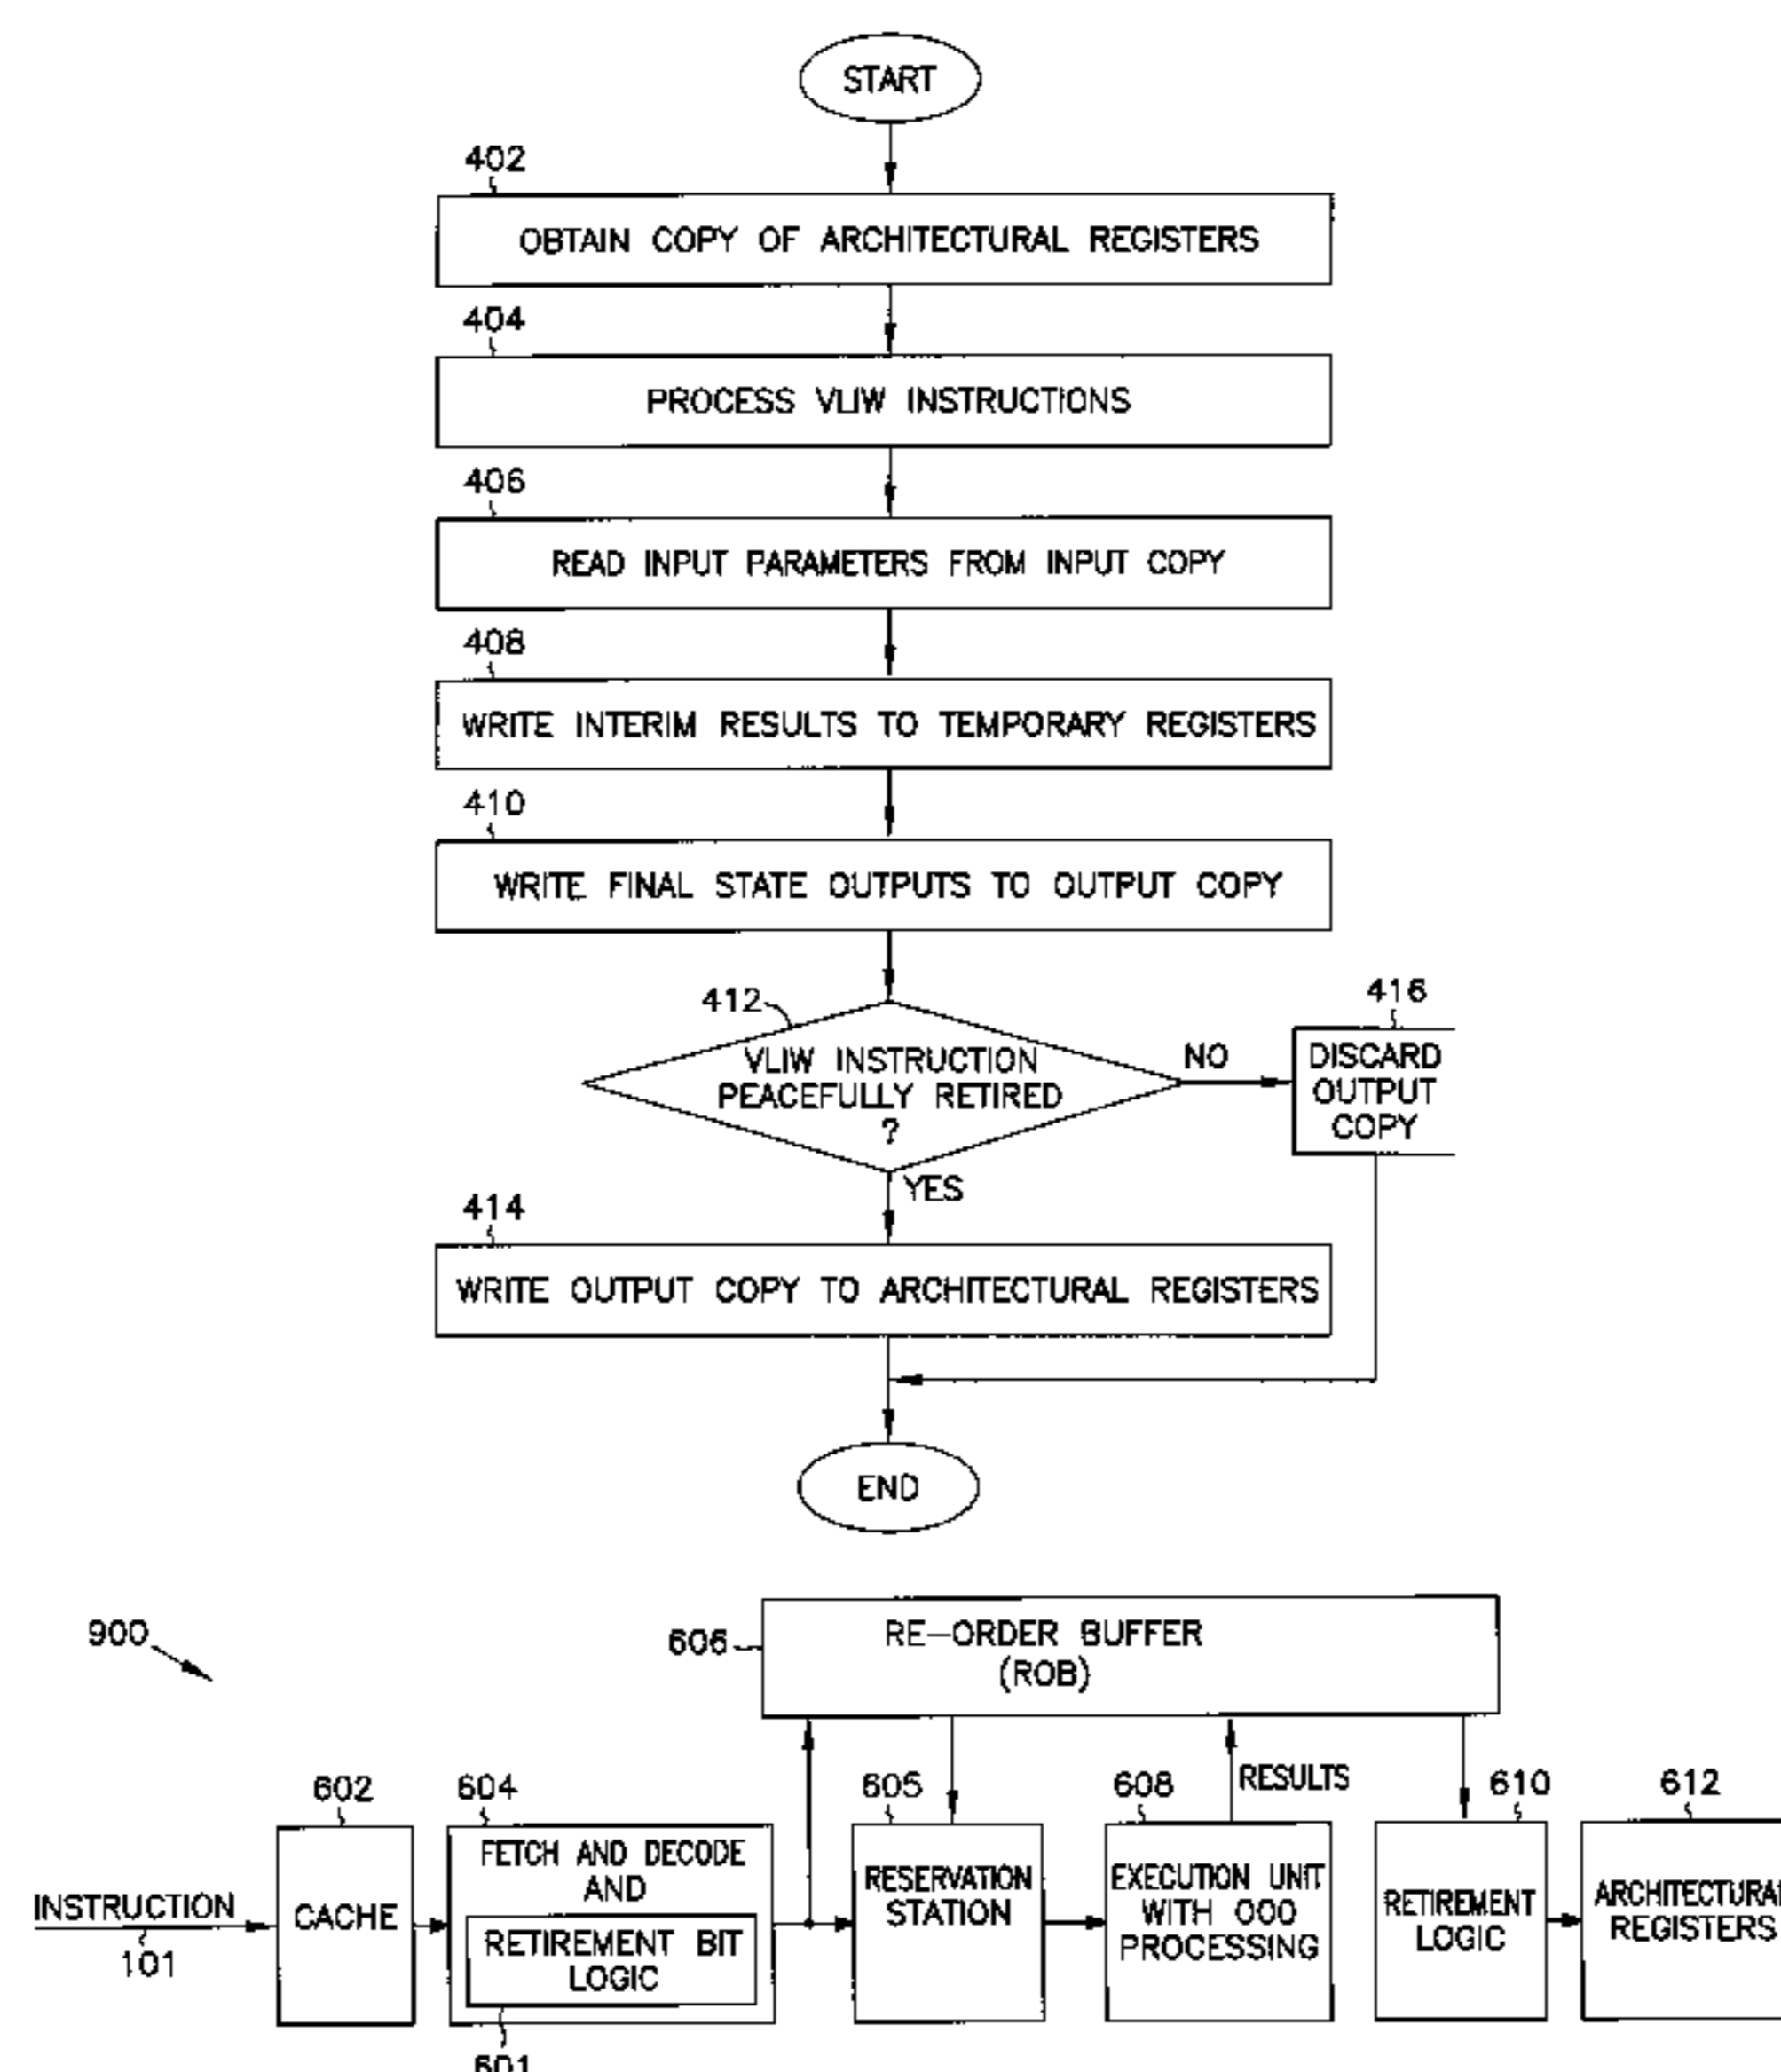 START
402
OBTAIN COPY OF ARCHITECTURAL REGISTERS
404
PROCESS VLIW INSTRUCTIONS
406
READ INPUT PARAMETERS FROM INPUT COPY
408
WRITE INTERIM RESULTS TO TEMPORARY REGISTERS
410
WRITE FINAL STATE OUTPUTS TO OUTPUT COPY
412
VLIW INSTRUCTION
PEACEFULLY RETIRED
?
NO
416
DISCARD
OUTPUT
COPY
YES
414
WRITE OUTPUT COPY TO ARCHITECTURAL REGISTERS
END
900
606
RE-ORDER BUFFER
(ROB)
INSTRUCTION
101
602
CACHE
604
FETCH AND DECODE
AND
RETIREMENT BIT
LOGIC
601
605
RESERVATION
STATION
608
EXECUTION UNIT
WITH OOO
PROCESSING
RESULTS
610
RETIREMENT
LOGIC
612
ARCHITECTURAL
REGISTERS